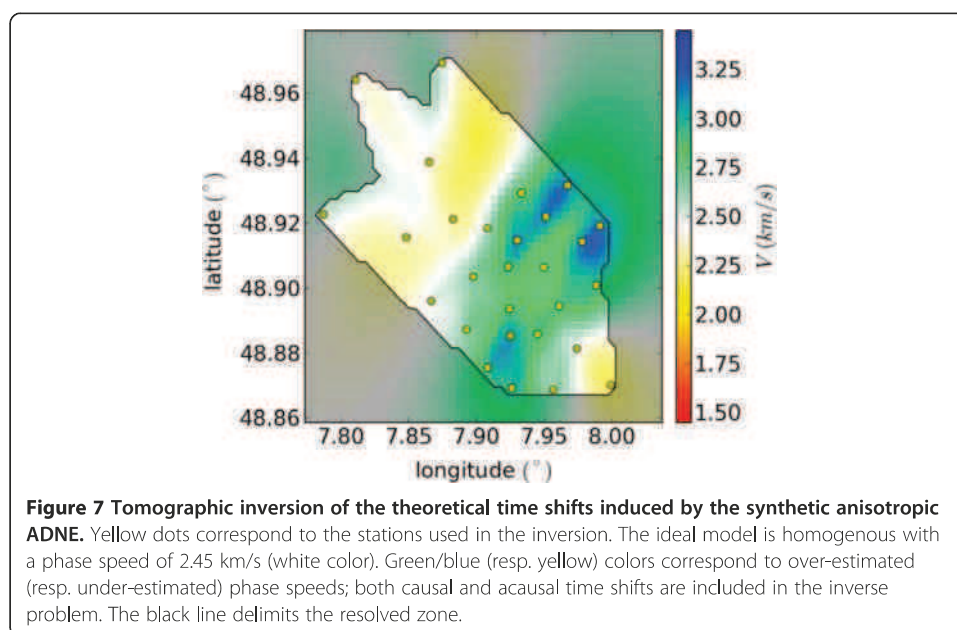 48.96
48.94
48.92
48.90
48.88
48.86
latitude (°)
7.80 7.85 7.90 7.95 8.00
longitude (°)
3.25
3.00
2.75
2.50
2.25
2.00
1.75
1.50
V (km/s)
Figure 7 Tomographic inversion of the theoretical time shifts induced by the synthetic anisotropic
ADNE. Yellow dots correspond to the stations used in the inversion. The ideal model is homogenous with
a phase speed of 2.45 km/s (white color). Green/blue (resp. yellow) colors correspond to over-estimated
(resp. under-estimated) phase speeds; both causal and acausal time shifts are included in the inverse
problem. The black line delimits the resolved zone.